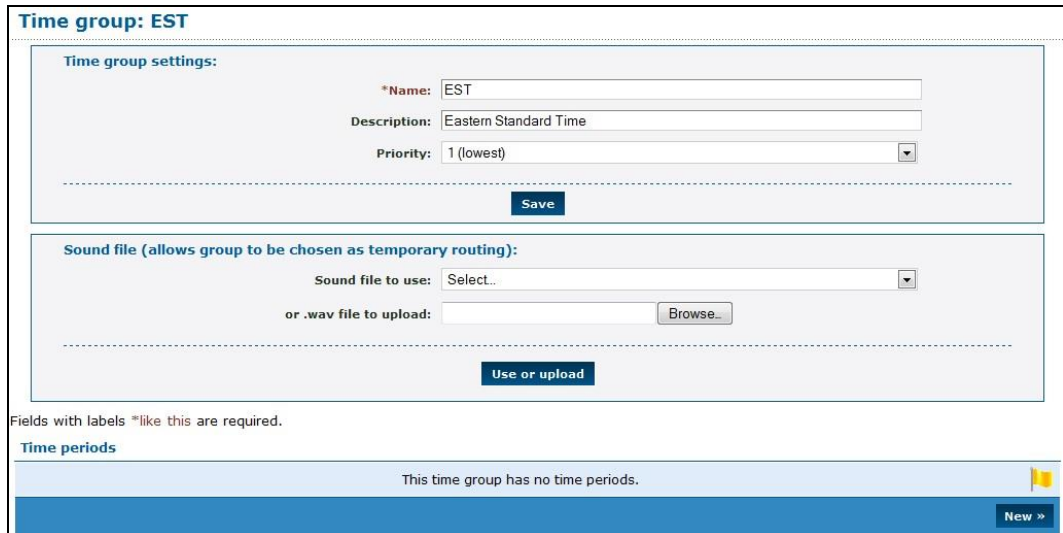 Time group: EST
Time group settings:
*Name: EST
Description: Eastern Standard Time
Priority: 1 (lowest)
Save
Sound file (allows group to be chosen as temporary routing):
Sound file to use: Select...
or .wav file to upload: Browse...
Use or upload
Fields with labels *like this are required.
Time periods
This time group has no time periods.
New »